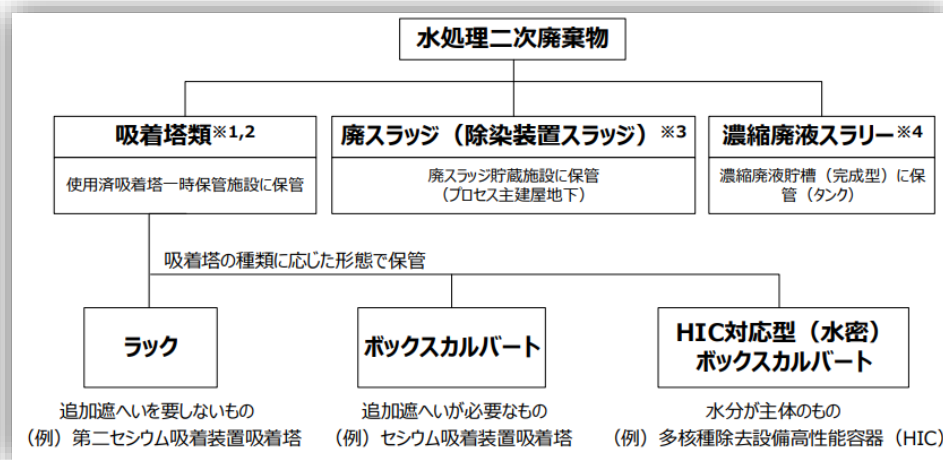 水処理二次廃棄物
吸着塔類※1,2
使用済吸着塔一時保管施設に保管
廃スラッジ（除染装置スラッジ）※3
廃スラッジ貯蔵施設に保管
（プロセス主建屋地下）
濃縮廃液スラリー※4
濃縮廃液貯槽（完成型）に保
管（タンク）
吸着塔の種類に応じた形態で保管
ラック
追加遮へいを要しないもの
（例）第二セシウム吸着装置吸着塔
ボックスカルバート
追加遮へいが必要なもの
（例）セシウム吸着装置吸着塔
HIC対応型（水密）
ボックスカルバート
水分が主体のもの
（例）多核種除去設備高性能容器（HIC）